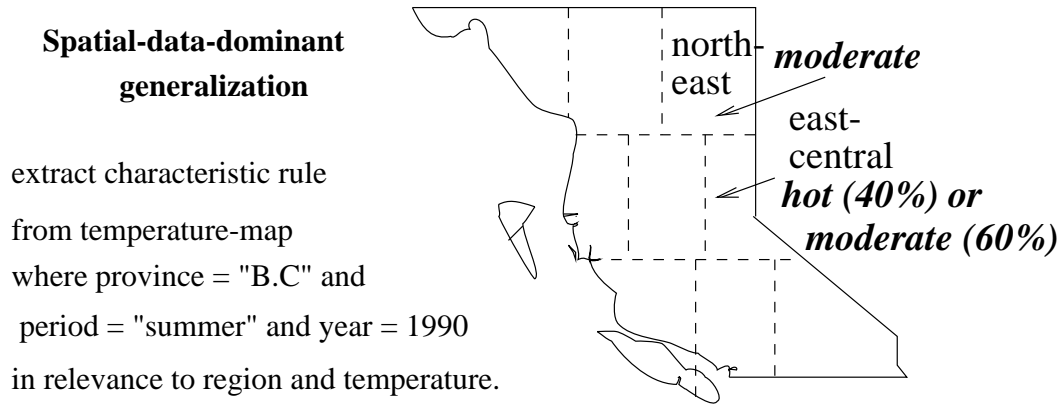 Spatial-data-dominant
generalization
extract characteristic rule
from temperature-map
where province = "B.C" and
period = "summer" and year = 1990
in relevance to region and temperature.
north-
east
moderate
east-
central
hot (40%) or
moderate (60%)